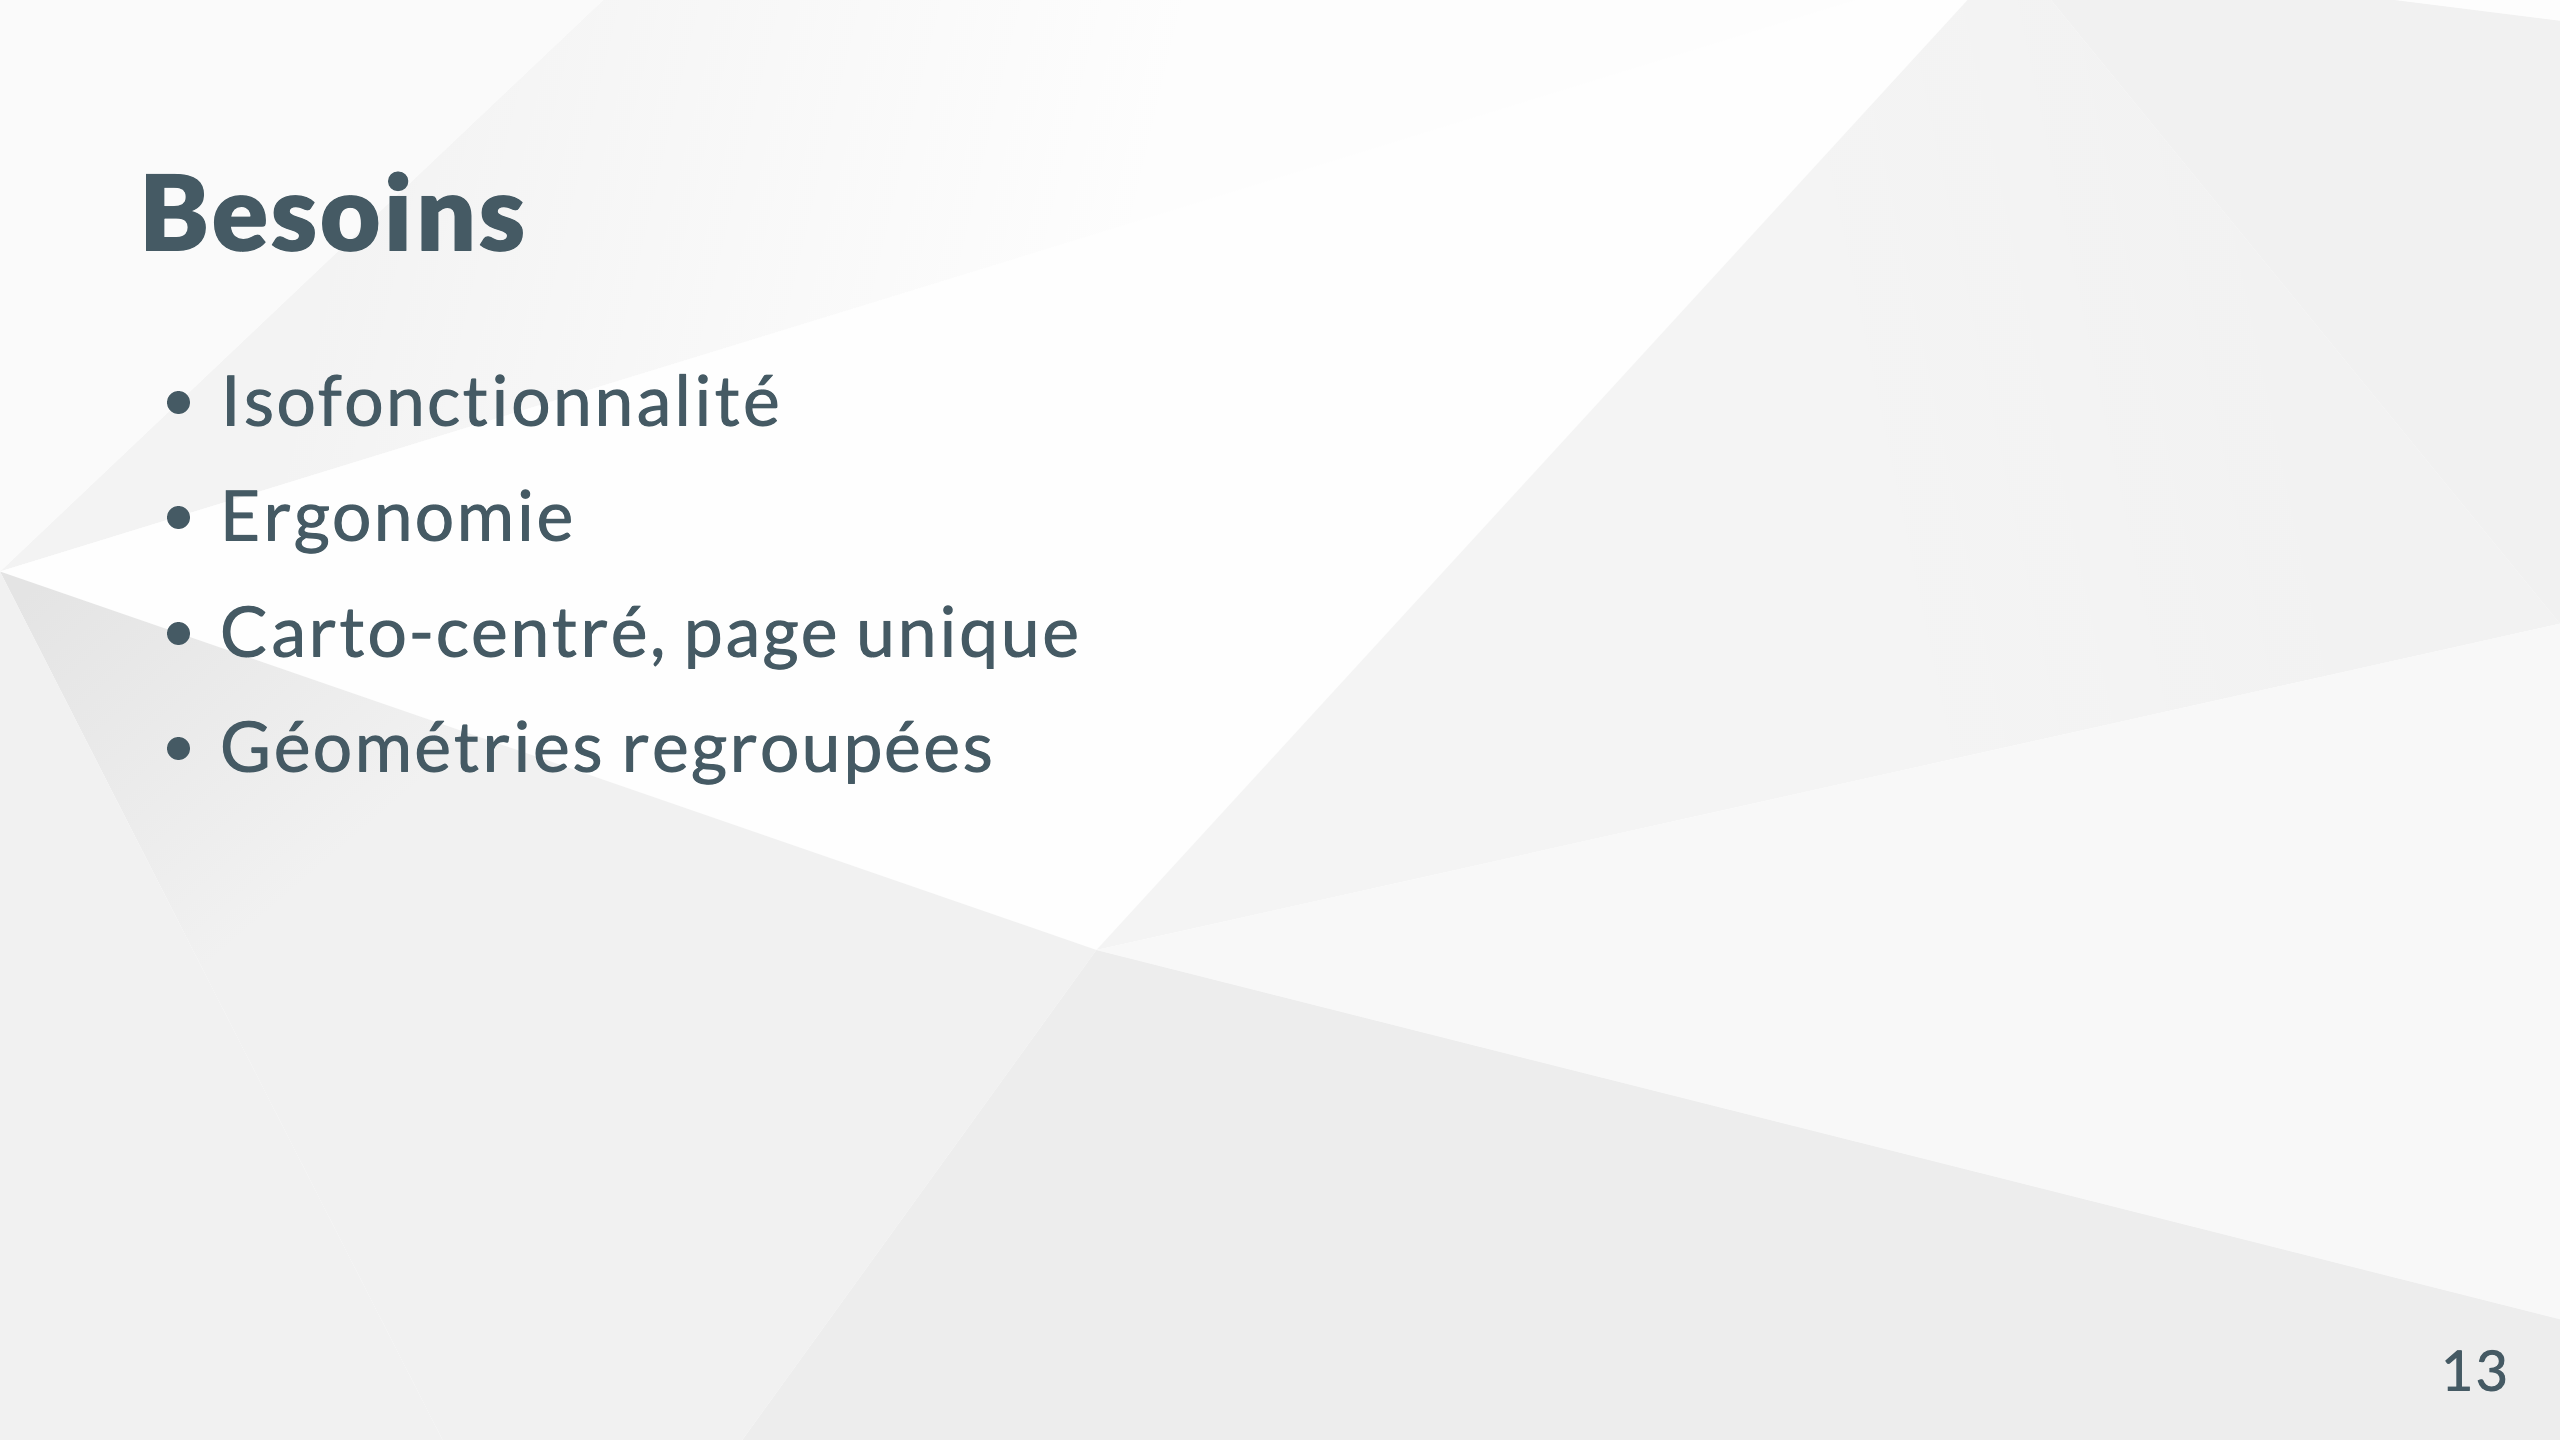 Besoins
• Isofonctionnalité
• Ergonomie
• Carto-centré, page unique
• Géométries regroupées
13